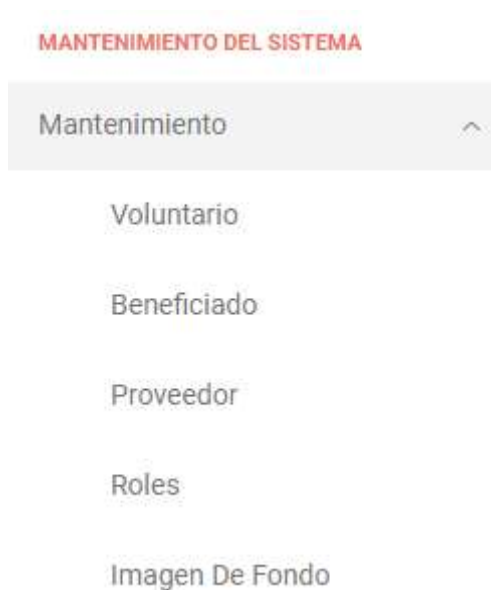 MANTENIMIENTO DEL SISTEMA
Mantenimiento
Voluntario
Beneficiado
Proveedor
Roles
Imagen De Fondo